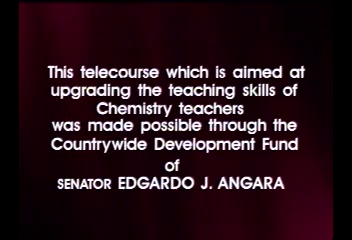 This telecourse which is aimed at
upgrading the teaching skills of
Chemistry teachers
was made possible through the
Countrywide Development Fund
of
SENATOR EDGARDO J. ANGARA